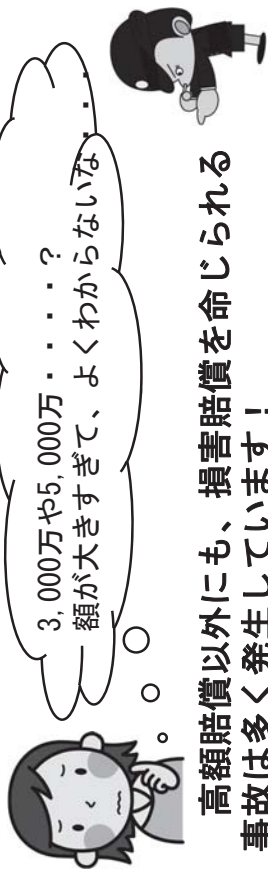 3,000万や5,000万・・・・・?
額が大きすぎて、よくわからないな・・・
高額賠償以外にも、損害賠償を命じられる
事故は多く発生しています!